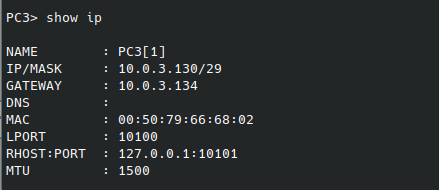 PC3> show ip
NAME        : PC3[1]
IP/MASK     : 10.0.3.130/29
GATEWAY     : 10.0.3.134
DNS         :
MAC         : 00:50:79:66:68:02
LPORT       : 10100
RHOST:PORT  : 127.0.0.1:10101
MTU         : 1500